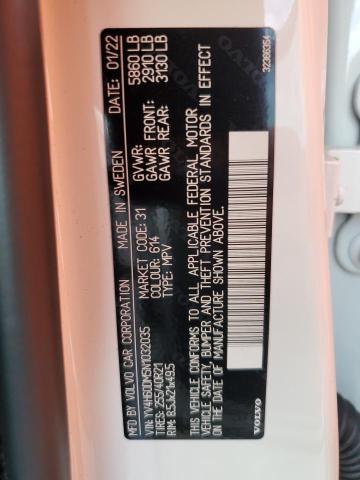 MFD BY VOLVO CAR CORPORATION MADE IN SWEDEN DATE: 01/22
VIN: YV4H60DM5N1032035 GVWR: 5860 LB
TIRES: 255/40R21 MARKET CODE: 31 GAWR FRONT: 2910 LB
RIM: 8.5Jx21x49.5 COLOUR: 614 GAWR REAR: 3130 LB
TYPE: MPV
THIS VEHICLE CONFORMS TO ALL APPLICABLE FEDERAL MOTOR
VEHICLE SAFETY, BUMPER AND THEFT PREVENTION STANDARDS IN EFFECT
ON THE DATE OF MANUFACTURE SHOWN ABOVE.
VOLVO 32386354